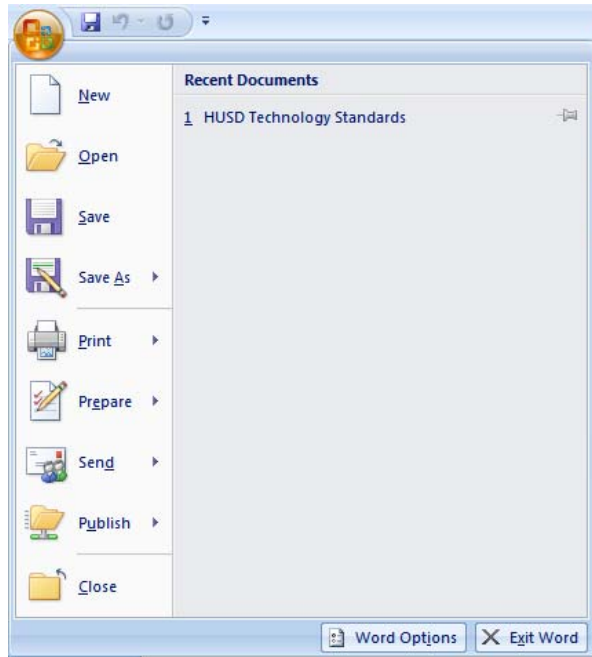 New
Open
Save
Save As
Print
Prepare
Send
Publish
Close
Recent Documents
1 HUSD Technology Standards
Word Options
Exit Word